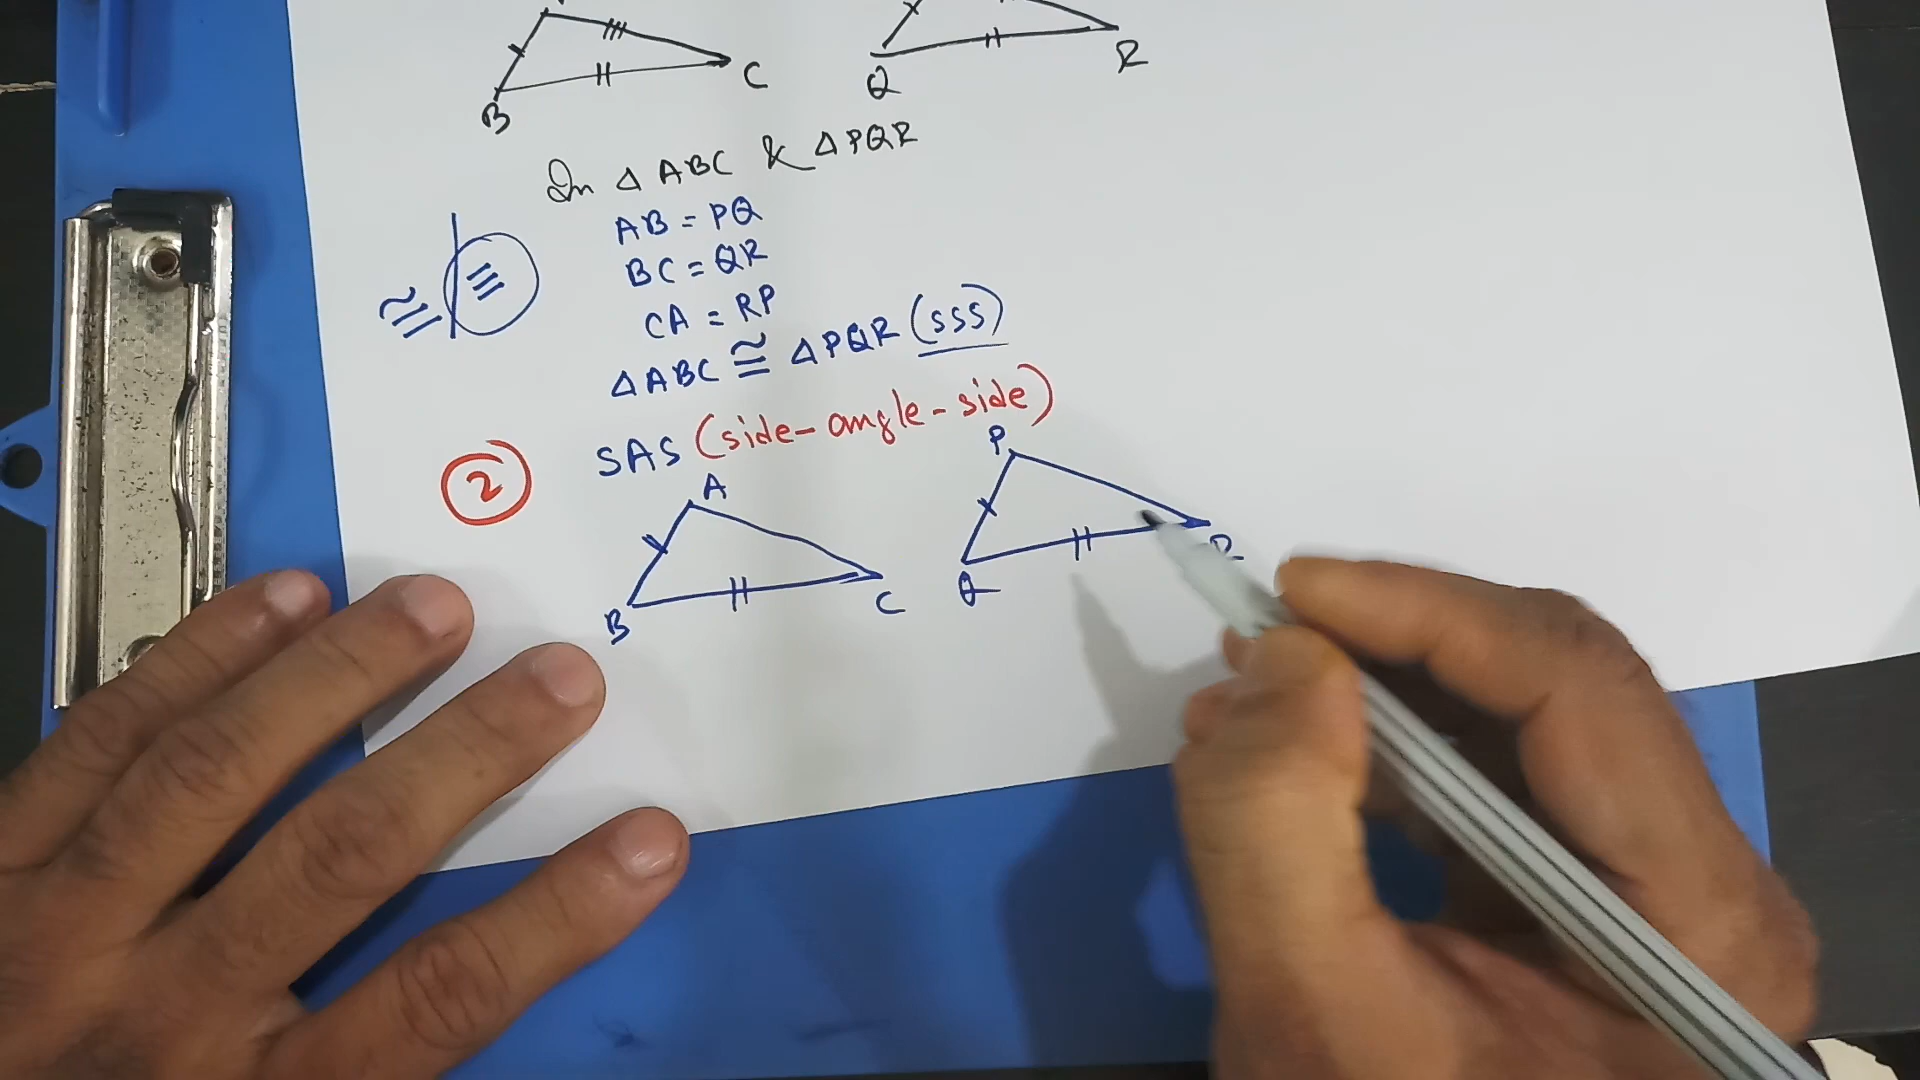 B C Q R
In △ ABC & △ PQR
AB = PQ
BC = QR
≅ ≡
CA = RP
△ ABC ≅ △ PQR (SSS)
2 SAS (side-angle-side)
A P
B C Q R